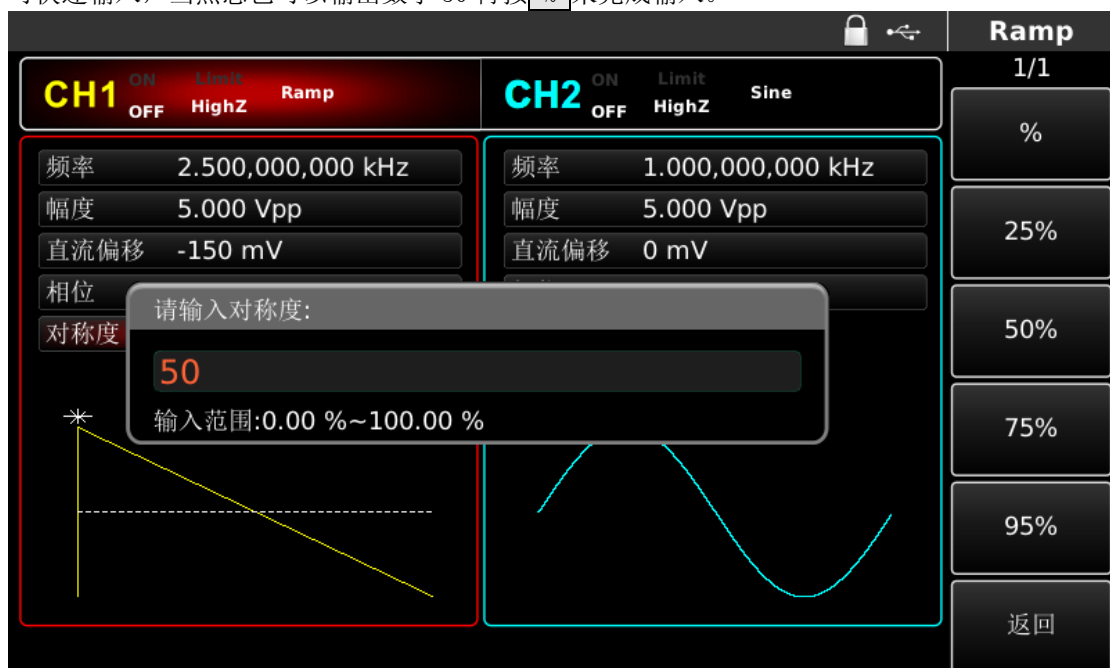 Ramp
CH1 ON OFF Limit HighZ Ramp
CH2 ON OFF Limit HighZ Sine
1/1
频率 2.500,000,000 kHz
幅度 5.000 Vpp
直流偏移 -150 mV
相位
对称度
频率 1.000,000,000 kHz
幅度 5.000 Vpp
直流偏移 0 mV
请输入对称度:
50
输入范围:0.00 %~100.00 %
%
25%
50%
75%
95%
返回